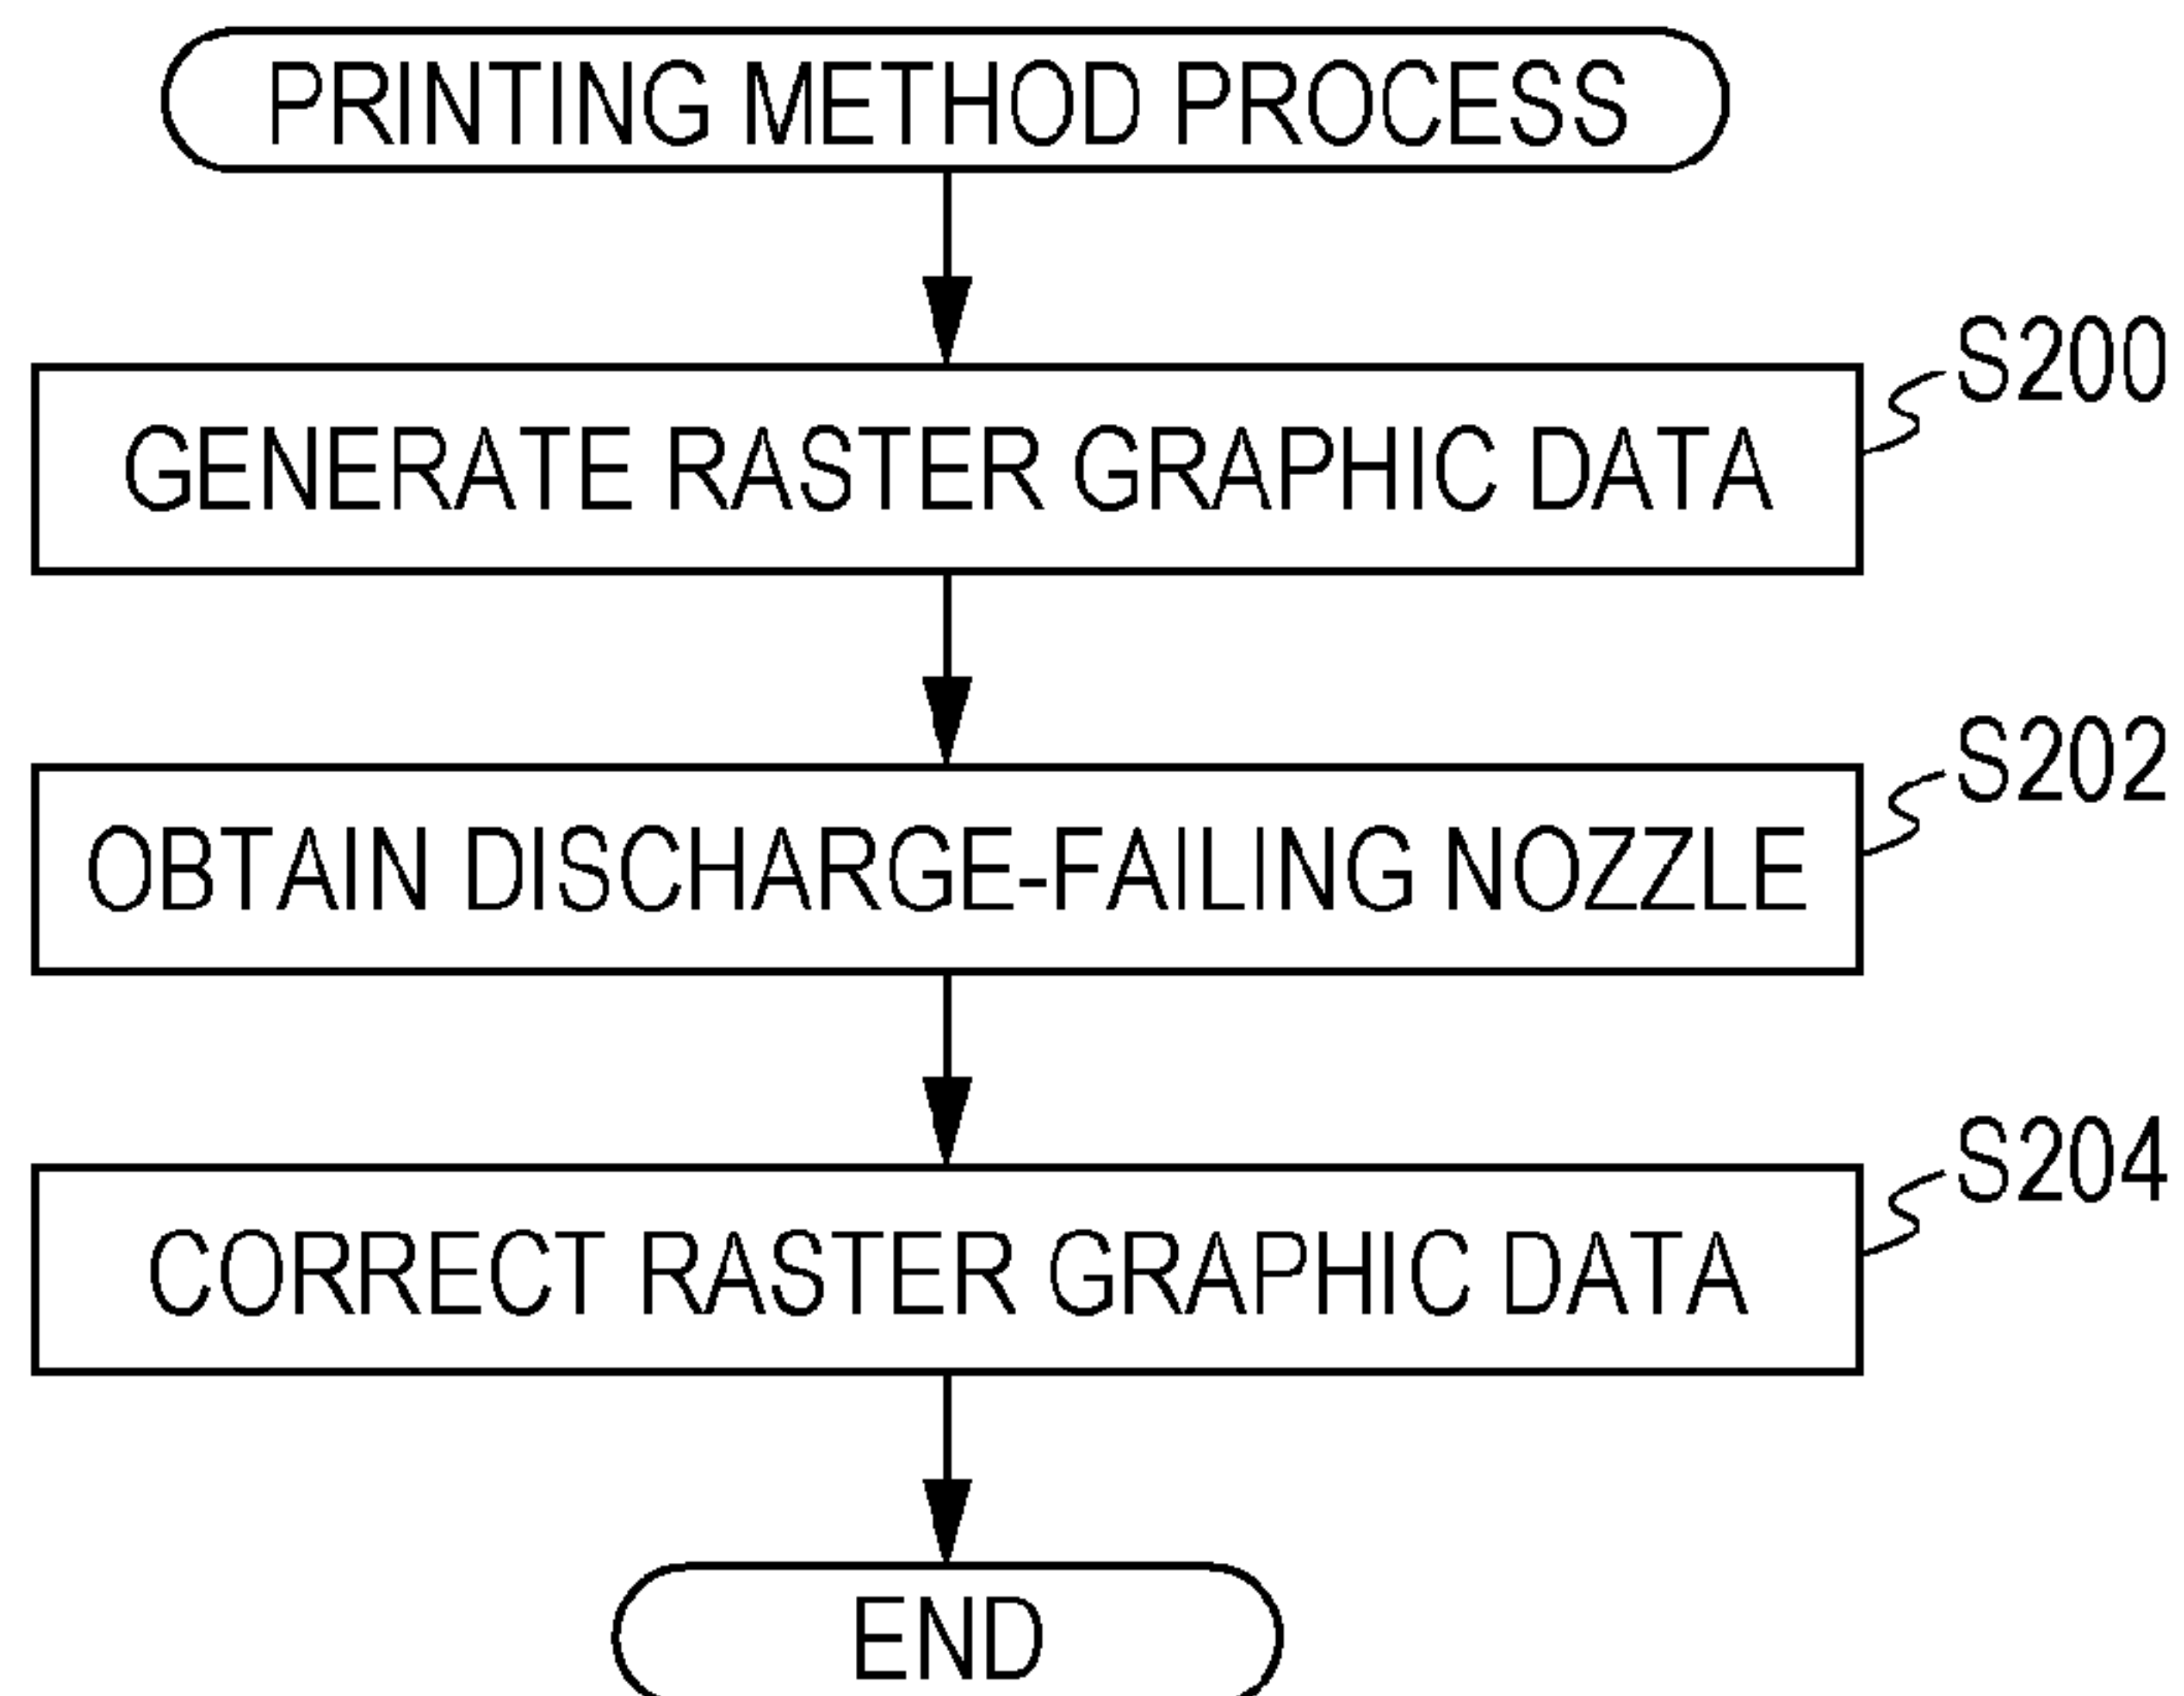 PRINTING METHOD PROCESS
S200
GENERATE RASTER GRAPHIC DATA
S202
OBTAIN DISCHARGE-FAILING NOZZLE
S204
CORRECT RASTER GRAPHIC DATA
END